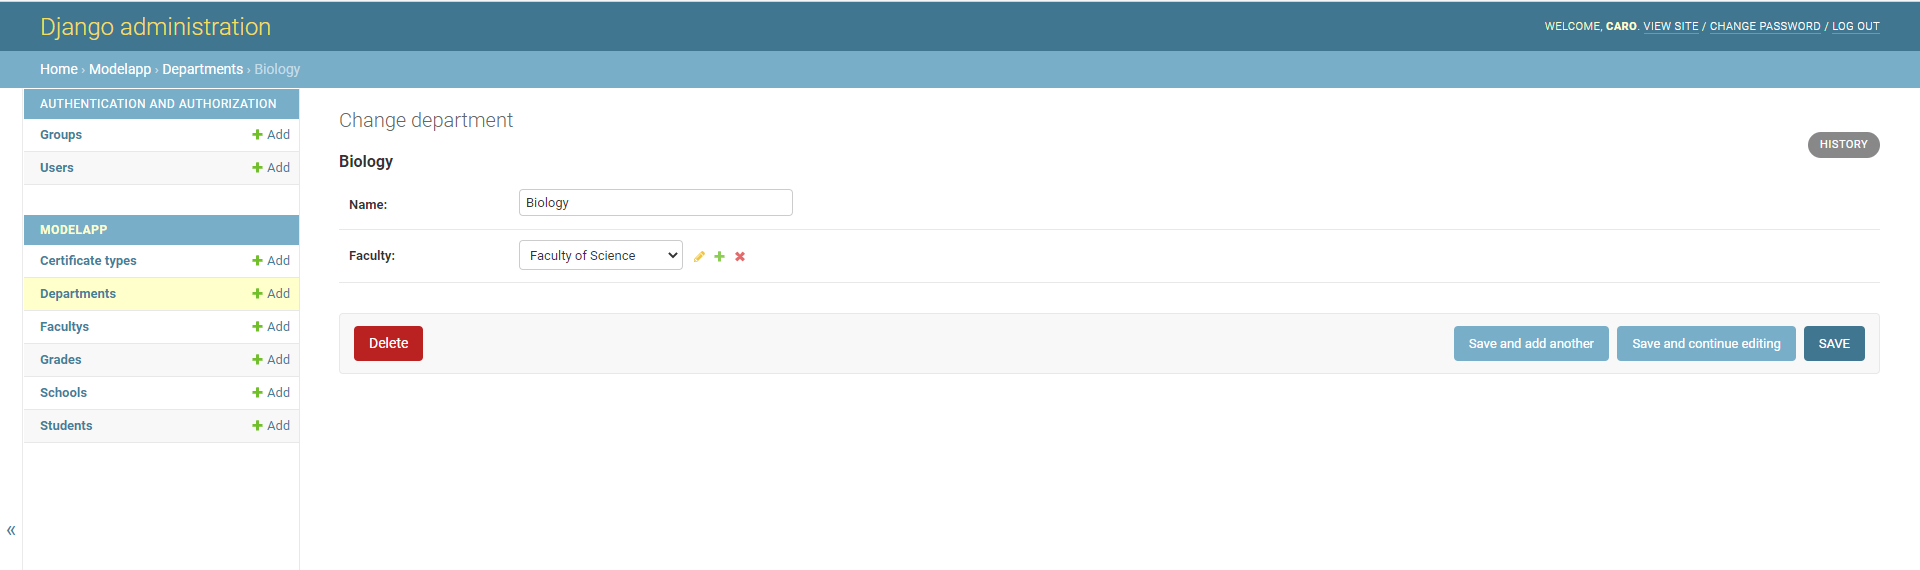 Django administration
WELCOME, CARO. VIEW SITE / CHANGE PASSWORD / LOG OUT
Home › Modelapp › Departments › Biology
AUTHENTICATION AND AUTHORIZATION
Groups + Add
Users + Add
MODELAPP
Certificate types + Add
Departments + Add
Facultys + Add
Grades + Add
Schools + Add
Students + Add
«
Change department
HISTORY
Biology
Name: Biology
Faculty: Faculty of Science
Delete
Save and add another
Save and continue editing
SAVE